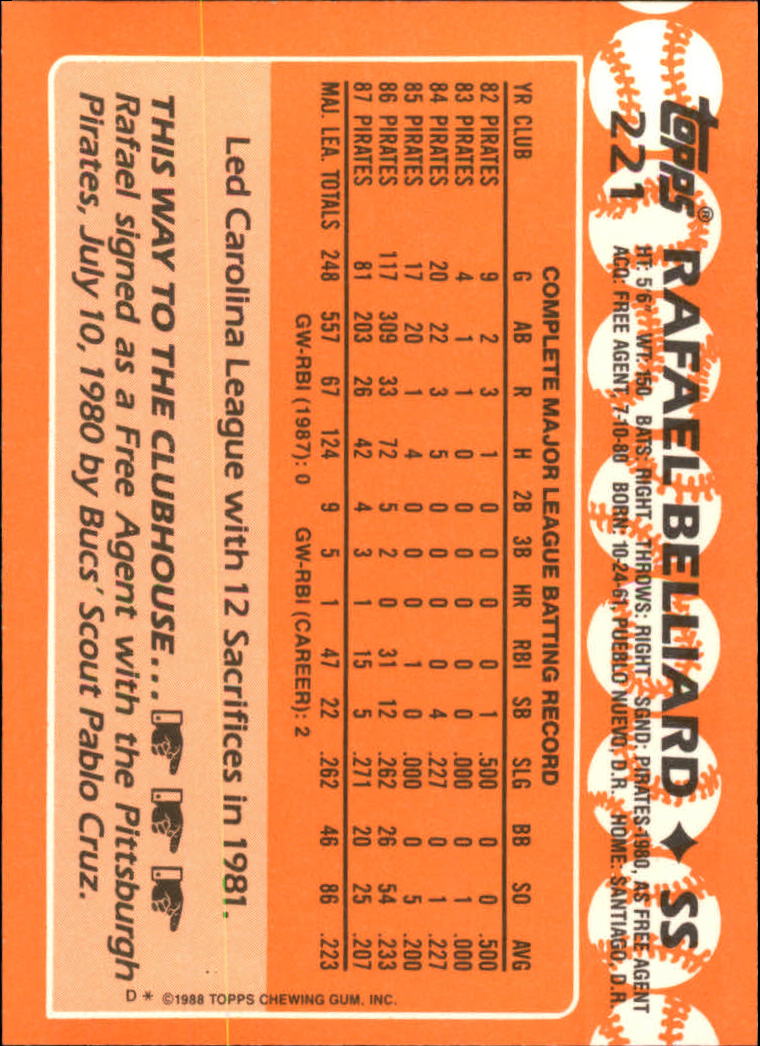 topps®
221
RAFAEL BELLIARD ◆ SS
HT: 5'6" WT: 150 BATS: RIGHT THROWS: RIGHT SGND: PIRATES-1980, AS FREE AGENT
ACQ: FREE AGENT, 7-10-80 BORN: 10-24-61, PUEBLO NUEVO, D.R. HOME: SANTIAGO, D.R.
COMPLETE MAJOR LEAGUE BATTING RECORD
YR CLUB G AB R H 2B 3B HR RBI SB SLG BB SO AVG
82 PIRATES 9 2 3 1 0 0 0 0 1 .500 0 0 .500
83 PIRATES 4 1 1 0 0 0 0 0 0 .000 0 1 .000
84 PIRATES 20 22 3 5 0 0 0 0 4 .227 0 1 .227
85 PIRATES 17 20 1 4 0 0 0 1 0 .000 0 5 .200
86 PIRATES 117 309 33 72 5 2 0 31 12 .262 26 54 .233
87 PIRATES 81 203 26 42 4 3 1 15 5 .271 20 25 .207
MAJ. LEA. TOTALS 248 557 67 124 9 5 1 47 22 .262 46 86 .223
GW-RBI (1987): 0 GW-RBI (CAREER): 2
Led Carolina League with 12 Sacrifices in 1981.
THIS WAY TO THE CLUBHOUSE...
Rafael signed as a Free Agent with the Pittsburgh
Pirates, July 10, 1980 by Bucs' Scout Pablo Cruz.
D * ©1988 TOPPS CHEWING GUM, INC.